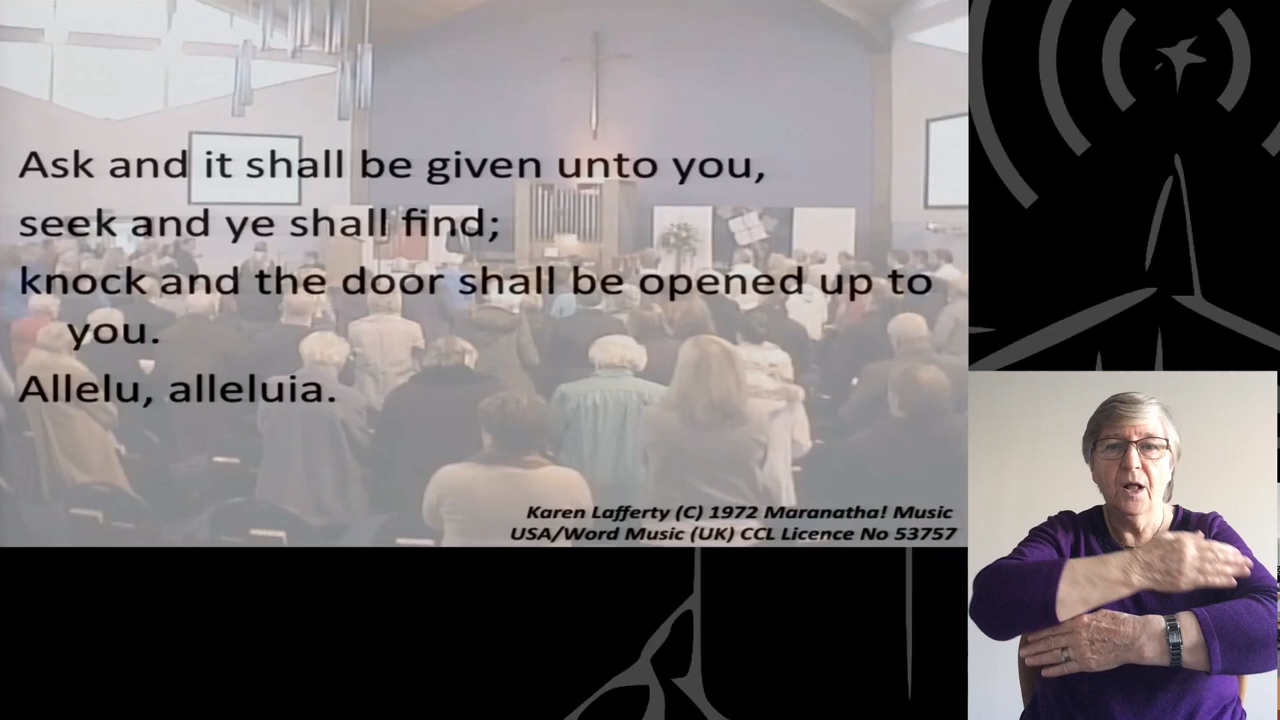 Ask and it shall be given unto you,
seek and ye shall find;
knock and the door shall be opened up to
you.
Allelu, alleluia.
Karen Lafferty (C) 1972 Maranatha! Music
USA/Word Music (UK) CCL Licence No 53757